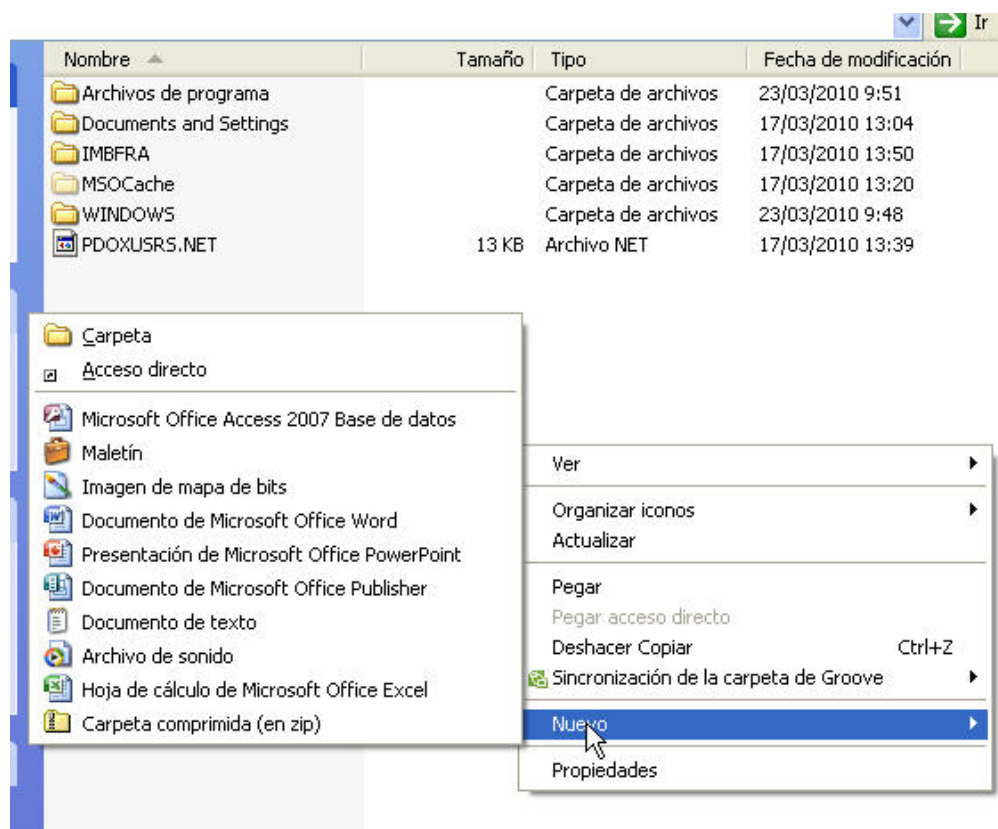 Ir
Nombre Tamaño Tipo Fecha de modificación
Archivos de programa Carpeta de archivos 23/03/2010 9:51
Documents and Settings Carpeta de archivos 17/03/2010 13:04
IMBFRA Carpeta de archivos 17/03/2010 13:50
MSOCache Carpeta de archivos 17/03/2010 13:20
WINDOWS Carpeta de archivos 23/03/2010 9:48
PDOXUSRS.NET 13 KB Archivo NET 17/03/2010 13:39
Carpeta
Acceso directo
Microsoft Office Access 2007 Base de datos
Maletín
Imagen de mapa de bits
Documento de Microsoft Office Word
Presentación de Microsoft Office PowerPoint
Documento de Microsoft Office Publisher
Documento de texto
Archivo de sonido
Hoja de cálculo de Microsoft Office Excel
Carpeta comprimida (en zip)
Ver
Organizar iconos
Actualizar
Pegar
Pegar acceso directo
Deshacer Copiar Ctrl+Z
Sincronización de la carpeta de Groove
Nuevo
Propiedades